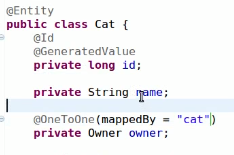 @Entity
public class Cat {
@Id
@GeneratedValue
private long id;
private String name;
@OneToOne(mappedBy = "cat")
private Owner owner;